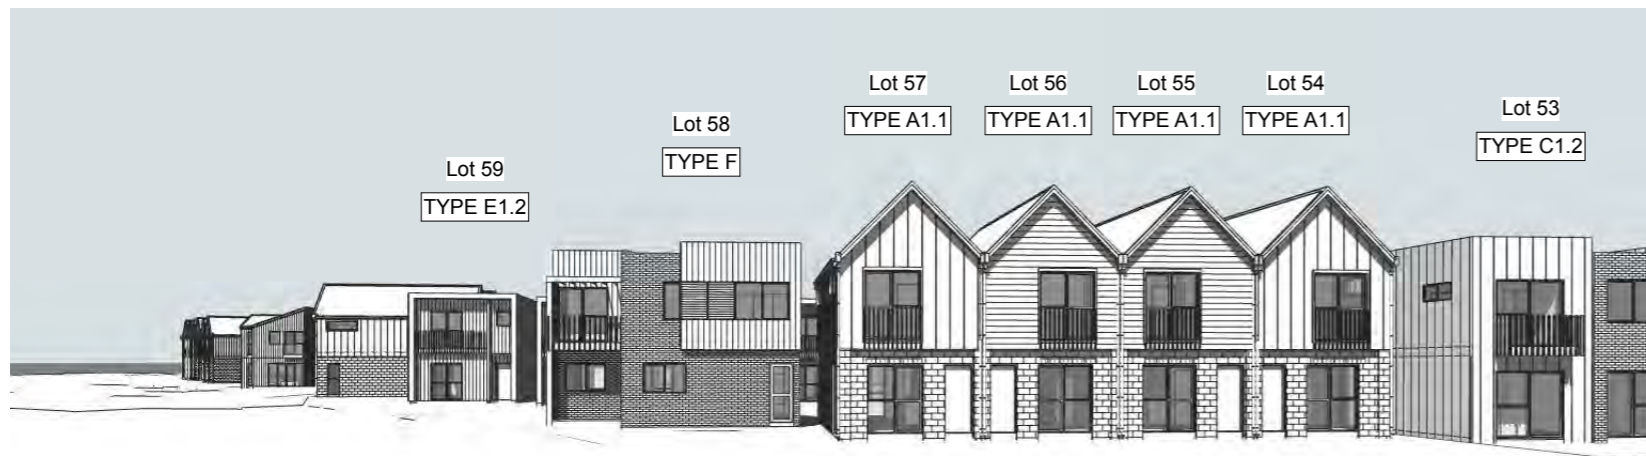 Lot 59
TYPE E1.2
Lot 58
TYPE F
Lot 57
TYPE A1.1
Lot 56
TYPE A1.1
Lot 55
TYPE A1.1
Lot 54
TYPE A1.1
Lot 53
TYPE C1.2